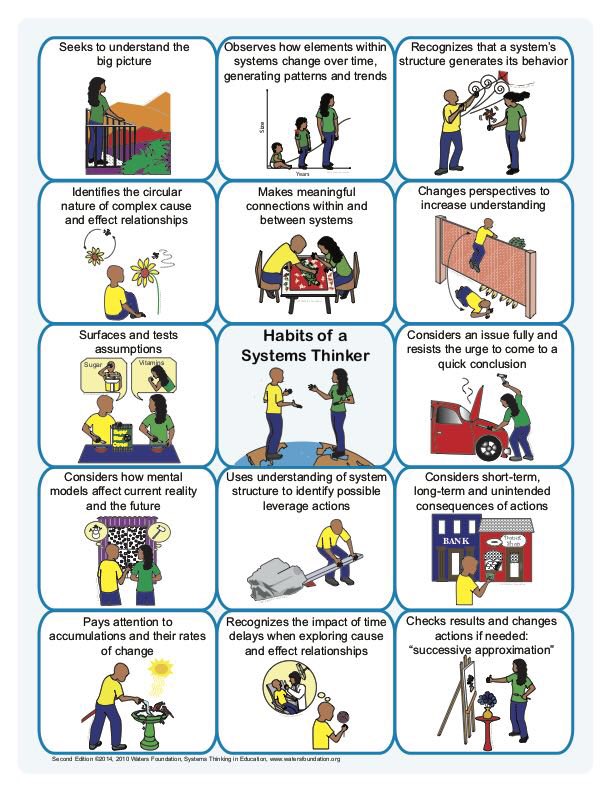 Seeks to understand the
big picture
Observes how elements within
systems change over time,
generating patterns and trends
Size
Years
Recognizes that a system's
structure generates its behavior
Identifies the circular
nature of complex cause
and effect relationships
Makes meaningful
connections within and
between systems
Changes perspectives to
increase understanding
Surfaces and tests
assumptions
Sugar
Vitamins
Super
Star
Cereal
Habits of a
Systems Thinker
Considers an issue fully and
resists the urge to come to a
quick conclusion
Considers how mental
models affect current reality
and the future
Uses understanding of system
structure to identify possible
leverage actions
Considers short-term,
long-term and unintended
consequences of actions
BANK
Donut
Shop
Pays attention to
accumulations and their rates
of change
Recognizes the impact of time
delays when exploring cause
and effect relationships
Checks results and changes
actions if needed:
“successive approximation”
Second Edition ©2014, 2010 Waters Foundation, Systems Thinking in Education, www.watersfoundation.org